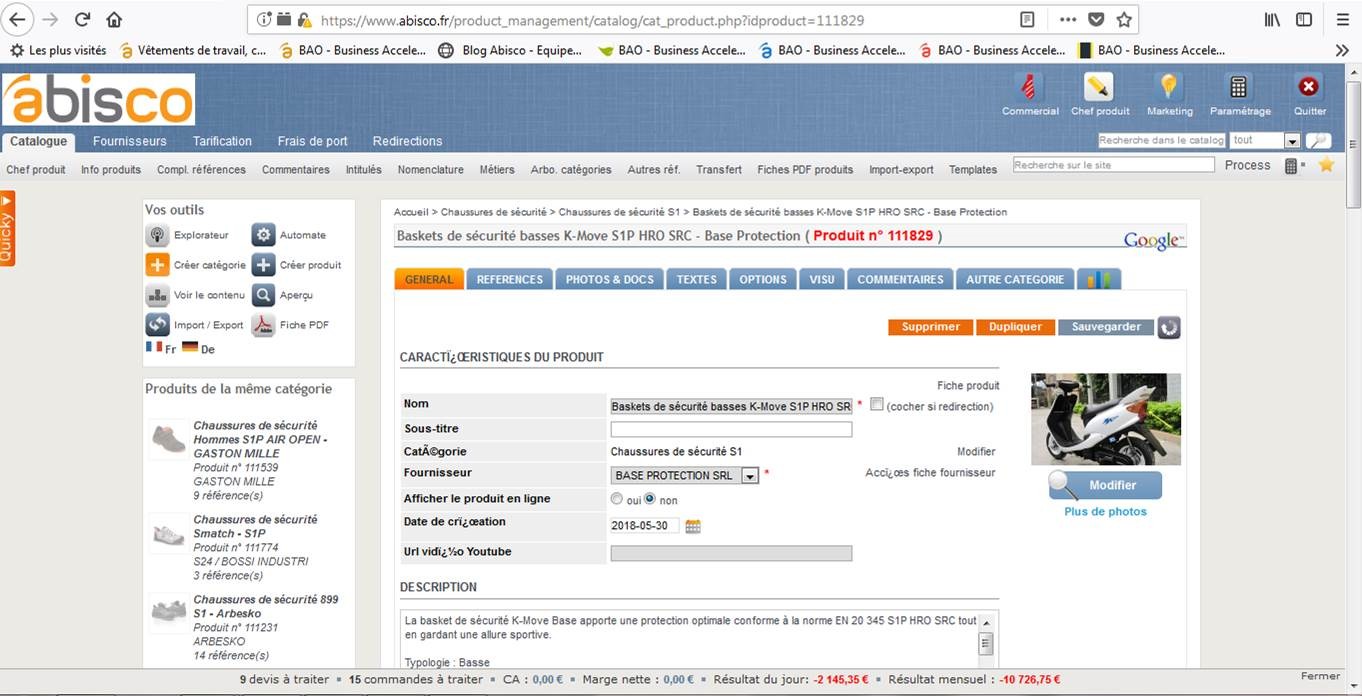 https://www.abisco.fr/product_management/catalog/cat_product.php?idproduct=111829
Les plus visités
Vêtements de travail, c...
BAO - Business Accele...
Blog Abisco - Equipe...
BAO - Business Accele...
BAO - Business Accele...
BAO - Business Accele...
BAO - Business Accele...
abisco
Commercial
Chef produit
Marketing
Paramétrage
Quitter
Catalogue
Fournisseurs
Tarification
Frais de port
Redirections
Recherche dans le catalog
tout
Chef produit
Info produits
Compl. références
Commentaires
Intitulés
Nomenclature
Métiers
Arbo. catégories
Autres réf.
Transfert
Fiches PDF produits
Import-export
Templates
Recherche sur le site
Process
Quicky
Vos outils
Explorateur
Automate
Créer catégorie
Créer produit
Voir le contenu
Aperçu
Import / Export
Fiche PDF
Fr
De
Produits de la même catégorie
Chaussures de sécurité
Hommes S1P AIR OPEN -
GASTON MILLE
Produit n° 111539
GASTON MILLE
9 référence(s)
Chaussures de sécurité
Smatch - S1P
Produit n° 111774
S24 / BOSSI INDUSTRI
3 référence(s)
Chaussures de sécurité 899
S1 - Arbesko
Produit n° 111231
ARBESKO
14 référence(s)
Accueil > Chaussures de sécurité > Chaussures de sécurité S1 > Baskets de sécurité basses K-Move S1P HRO SRC - Base Protection
Baskets de sécurité basses K-Move S1P HRO SRC - Base Protection ( Produit n° 111829 )
Google
GENERAL
REFERENCES
PHOTOS & DOCS
TEXTES
OPTIONS
VISU
COMMENTAIRES
AUTRE CATEGORIE
Supprimer
Dupliquer
Sauvegarder
CARACTï¿ŒRISTIQUES DU PRODUIT
Fiche produit
Nom
Baskets de sécurité basses K-Move S1P HRO SR
* (cocher si redirection)
Sous-titre
CatÃ©gorie
Chaussures de sécurité S1
Modifier
Fournisseur
BASE PROTECTION SRL
*
Accï¿œs fiche fournisseur
Afficher le produit en ligne
oui non
Date de crï¿œation
2018-05-30
Url vidï¿½o Youtube
Modifier
Plus de photos
DESCRIPTION
La basket de sécurité K-Move Base apporte une protection optimale conforme à la norme EN 20 345 S1P HRO SRC tout
en gardant une allure sportive.
Typologie : Basse
9 devis à traiter ▪ 15 commandes à traiter ▪ CA : 0,00 € ▪ Marge nette : 0,00 € ▪ Résultat du jour: -2 145,35 € ▪ Résultat mensuel : -10 726,75 €
Fermer